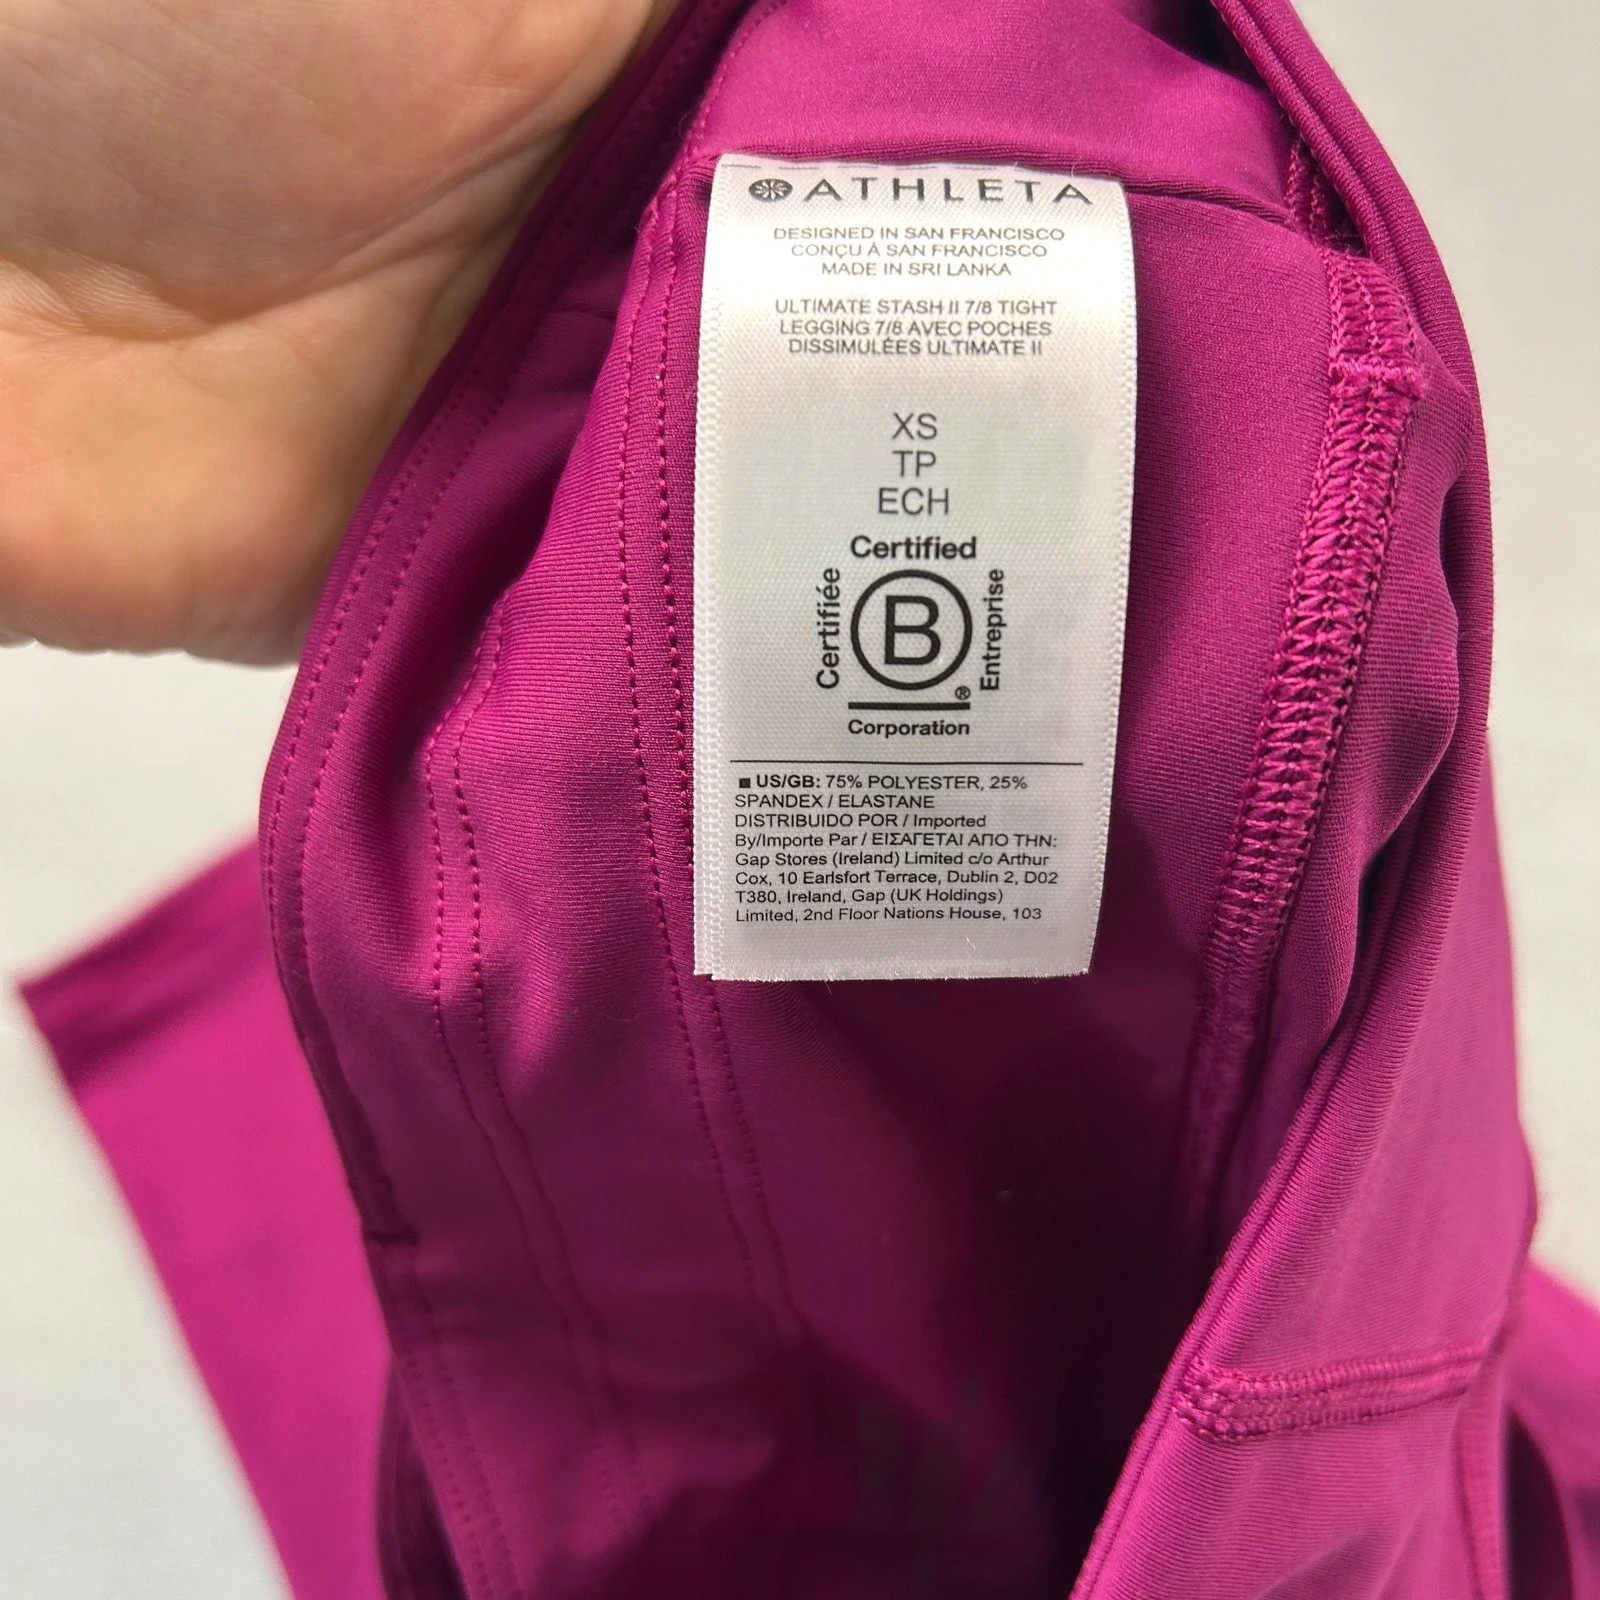 ATHLETA
DESIGNED IN SAN FRANCISCO
CONÇU À SAN FRANCISCO
MADE IN SRI LANKA
ULTIMATE STASH II 7/8 TIGHT
LEGGING 7/8 AVEC POCHES
DISSIMULÉES ULTIMATE II
XS
TP
ECH
Certified
Certifiée
B
Entreprise
®
Corporation
■ US/GB: 75% POLYESTER, 25%
SPANDEX / ELASTANE
DISTRIBUIDO POR / Imported
By/Importe Par / ΕΙΣΑΓΕΤΑΙ ΑΠΟ ΤΗΝ:
Gap Stores (Ireland) Limited c/o Arthur
Cox, 10 Earlsfort Terrace, Dublin 2, D02
T380, Ireland, Gap (UK Holdings)
Limited, 2nd Floor Nations House, 103